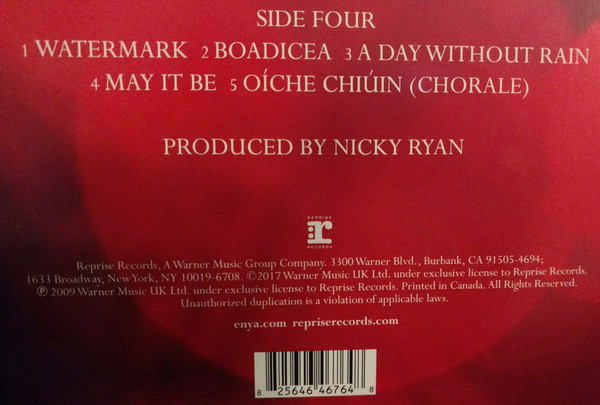 SIDE FOUR
1 WATERMARK 2 BOADICEA 3 A DAY WITHOUT RAIN
4 MAY IT BE 5 OÍCHE CHIÚIN (CHORALE)
PRODUCED BY NICKY RYAN
REPRISE
r
RECORDS
Reprise Records, A Warner Music Group Company. 3300 Warner Blvd., Burbank, CA 91505-4694;
1633 Broadway, New York, NY 10019-6708. ©2017 Warner Music UK Ltd. under exclusive license to Reprise Records.
℗ 2009 Warner Music UK Ltd. under exclusive license to Reprise Records. Printed in Canada. All Rights Reserved.
Unauthorized duplication is a violation of applicable laws.
enya.com repriserecords.com
8 25646 46764 8